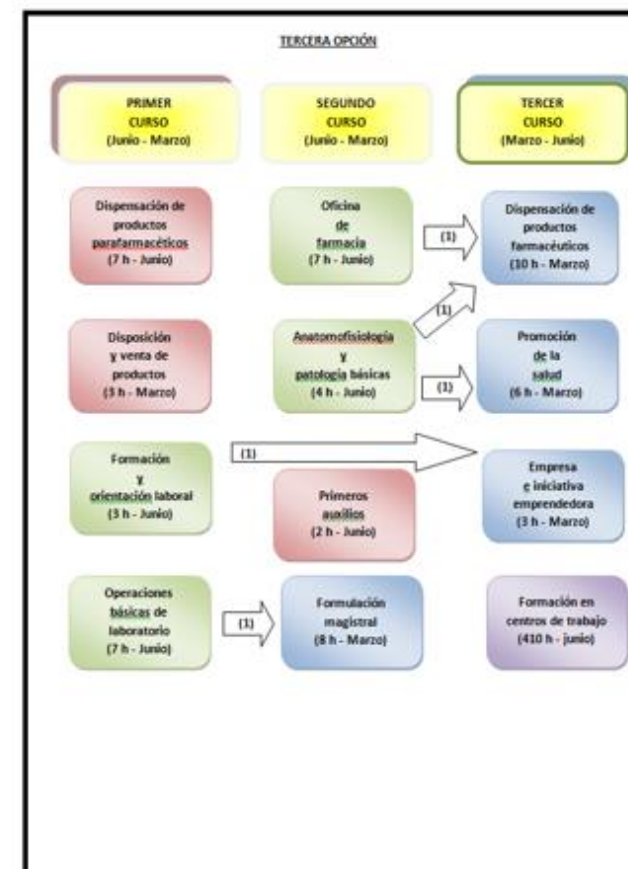 TERCERA OPCIÓN
PRIMER
CURSO
(Junio - Marzo)
SEGUNDO
CURSO
(Junio - Marzo)
TERCER
CURSO
(Marzo - Junio)
Dispensación de
productos
parafarmacéticos
(7 h - Junio)
Oficina
de
farmacia
(7 h - Junio)
(1)
Dispensación de
productos
farmacéuticos
(10 h - Marzo)
(1)
Disposición
y venta de
productos
(3 h - Marzo)
Anatomofisiología
y
patología básicas
(4 h - Junio)
(1)
Promoción
de la
salud
(6 h - Marzo)
Formación
y
orientación laboral
(3 h - Junio)
(1)
Primeros
auxilios
(2 h - Junio)
Empresa
e iniciativa
emprendedora
(3 h - Marzo)
Operaciones
básicas de
laboratorio
(7 h - Junio)
(1)
Formulación
magistral
(8 h - Marzo)
Formación en
centros de trabajo
(410 h - junio)